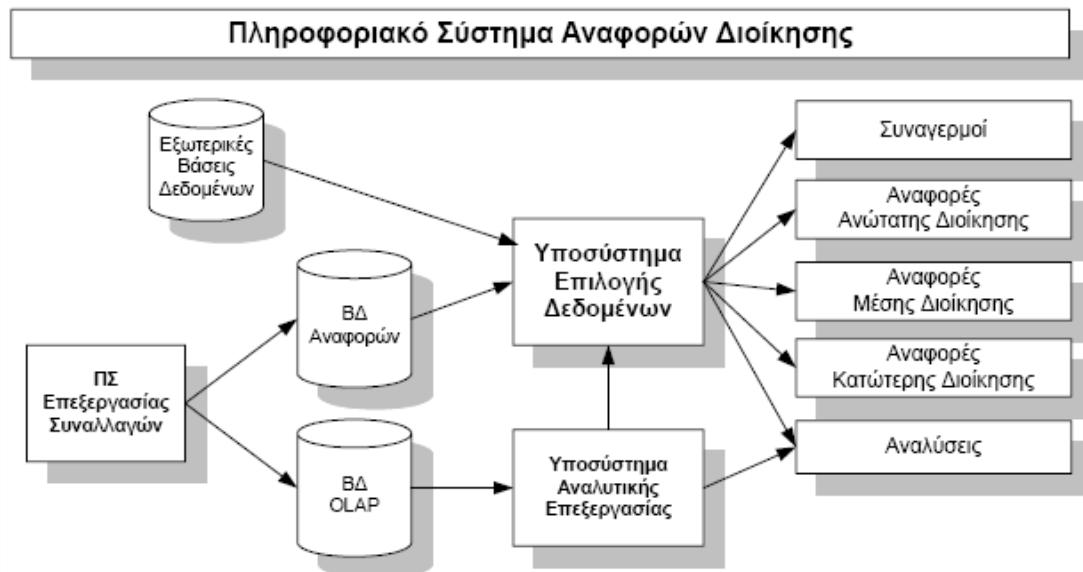 Πληροφοριακό Σύστημα Αναφορών Διοίκησης
Εξωτερικές
Βάσεις
Δεδομένων
ΒΔ
Αναφορών
ΠΣ
Επεξεργασίας
Συναλλαγών
ΒΔ
OLAP
Υποσύστημα
Επιλογής
Δεδομένων
Υποσύστημα
Αναλυτικής
Επεξεργασίας
Συναγερμοί
Αναφορές
Ανώτατης Διοίκησης
Αναφορές
Μέσης Διοίκησης
Αναφορές
Κατώτερης Διοίκησης
Αναλύσεις